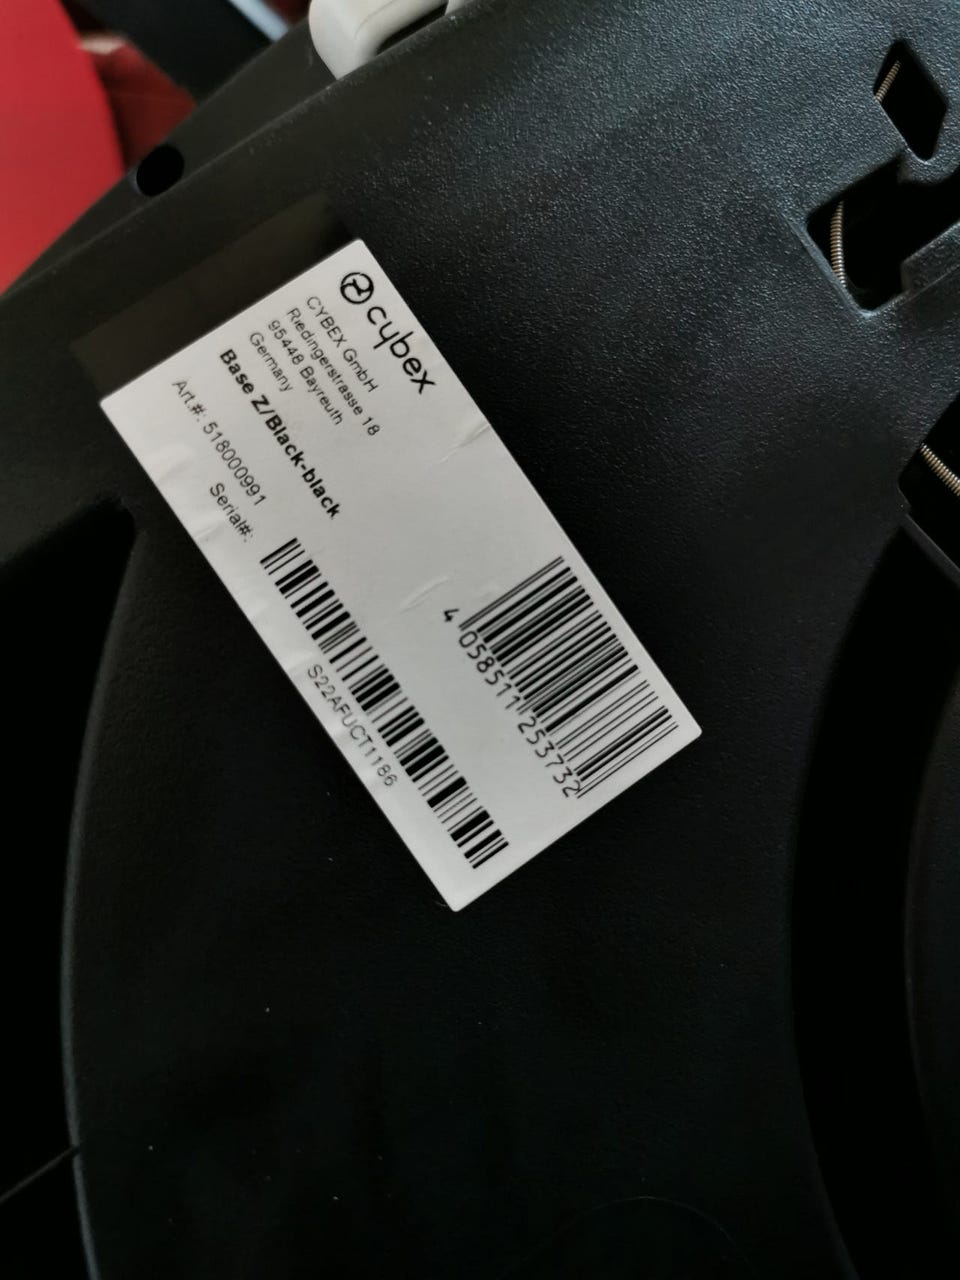 cybex
CYBEX GmbH
Riedingerstrasse 18
95448 Bayreuth
Germany
Base Z/Black-black
Art.#: 518000991
Serial#:
S22AFUCT1186
4 058511 253732